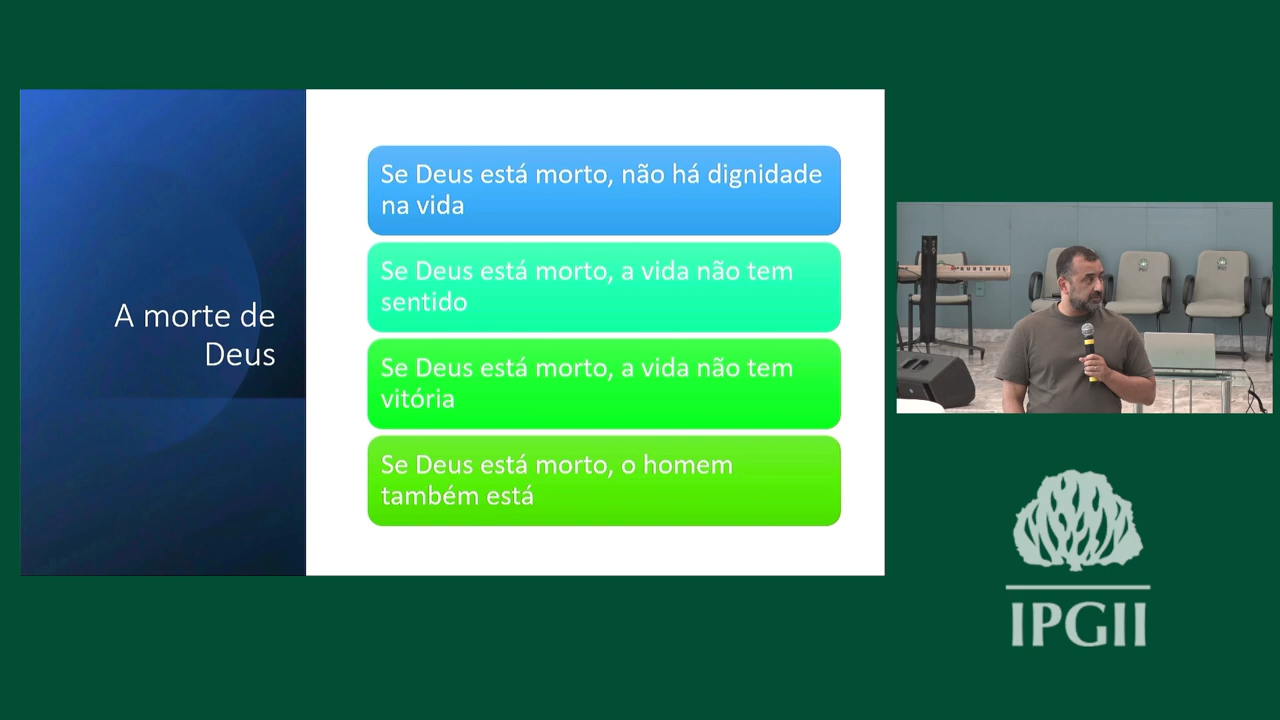 A morte de
Deus
Se Deus está morto, não há dignidade
na vida
Se Deus está morto, a vida não tem
sentido
Se Deus está morto, a vida não tem
vitória
Se Deus está morto, o homem
também está
KURZWEIL
IPGII